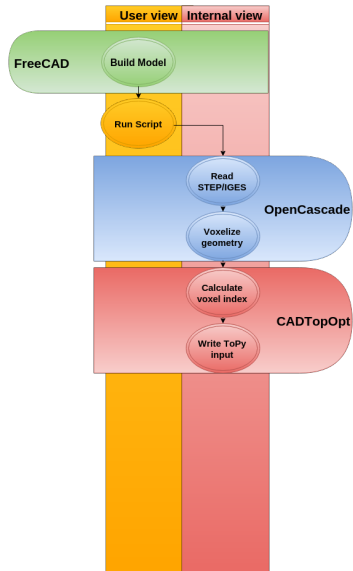 User view
Internal view
FreeCAD
Build Model
Run Script
Read
STEP/IGES
OpenCascade
Voxelize
geometry
Calculate
voxel index
CADTopOpt
Write ToPy
input